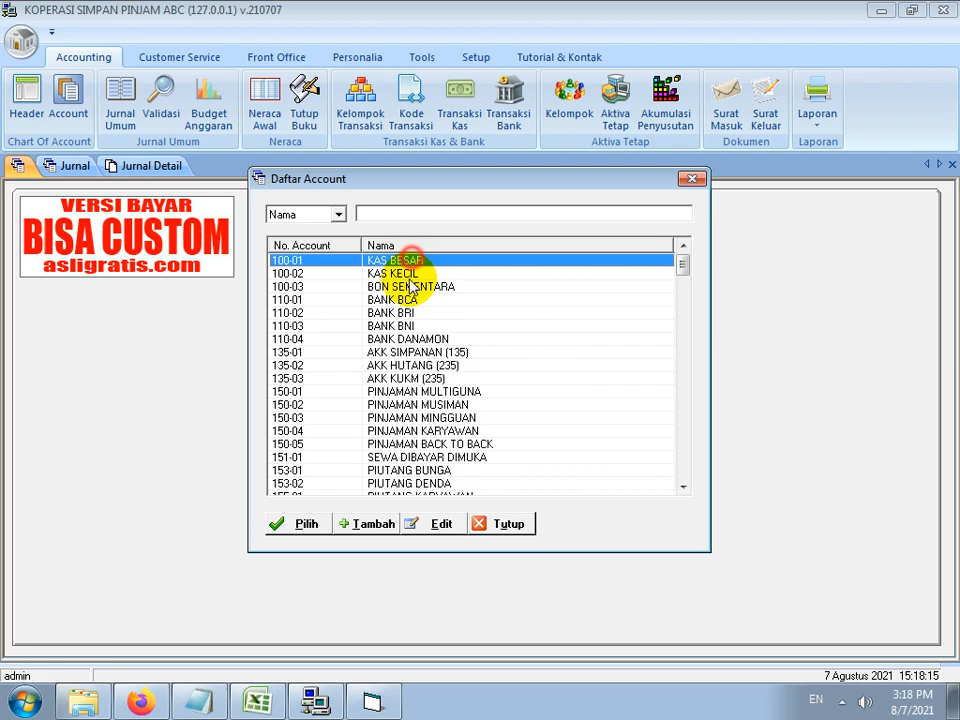 KOPERASI SIMPAN PINJAM ABC (127.0.0.1) v.210707
Accounting Customer Service Front Office Personalia Tools Setup Tutorial & Kontak
Header Account Jurnal Umum Validasi Budget Anggaran Neraca Awal Tutup Buku Kelompok Transaksi Kode Transaksi Transaksi Kas Transaksi Bank Kelompok Aktiva Tetap Akumulasi Penyusutan Surat Masuk Surat Keluar Laporan
Chart Of Account Jurnal Umum Neraca Transaksi Kas & Bank Aktiva Tetap Dokumen Laporan
Jurnal Jurnal Detail
VERSI BAYAR
BISA CUSTOM
asligratis.com
Daftar Account
Nama
No. Account Nama
100-01 KAS BESAR
100-02 KAS KECIL
100-03 BON SEMENTARA
110-01 BANK BCA
110-02 BANK BRI
110-03 BANK BNI
110-04 BANK DANAMON
135-01 AKK SIMPANAN (135)
135-02 AKK HUTANG (235)
135-03 AKK KUKM (235)
150-01 PINJAMAN MULTIGUNA
150-02 PINJAMAN MUSIMAN
150-03 PINJAMAN MINGGUAN
150-04 PINJAMAN KARYAWAN
150-05 PINJAMAN BACK TO BACK
151-01 SEWA DIBAYAR DIMUKA
153-01 PIUTANG BUNGA
153-02 PIUTANG DENDA
155-01 PIUTANG KARYAWAN
Pilih Tambah Edit Tutup
admin 7 Agustus 2021 15:18:15
EN 3:18 PM
8/7/2021